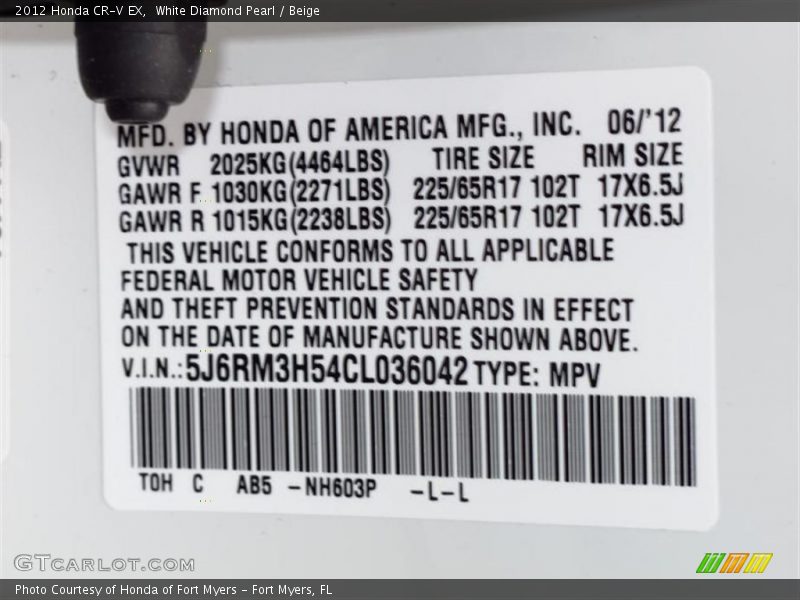 2012 Honda CR-V EX, White Diamond Pearl / Beige
MFD. BY HONDA OF AMERICA MFG., INC. 06/'12
GVWR 2025KG(4464LBS) TIRE SIZE RIM SIZE
GAWR F 1030KG(2271LBS) 225/65R17 102T 17X6.5J
GAWR R 1015KG(2238LBS) 225/65R17 102T 17X6.5J
THIS VEHICLE CONFORMS TO ALL APPLICABLE
FEDERAL MOTOR VEHICLE SAFETY
AND THEFT PREVENTION STANDARDS IN EFFECT
ON THE DATE OF MANUFACTURE SHOWN ABOVE.
V.I.N.:5J6RM3H54CL036042 TYPE: MPV
TOH C AB5 -NH603P -L-L
GTCARLOT.COM
Photo Courtesy of Honda of Fort Myers - Fort Myers, FL